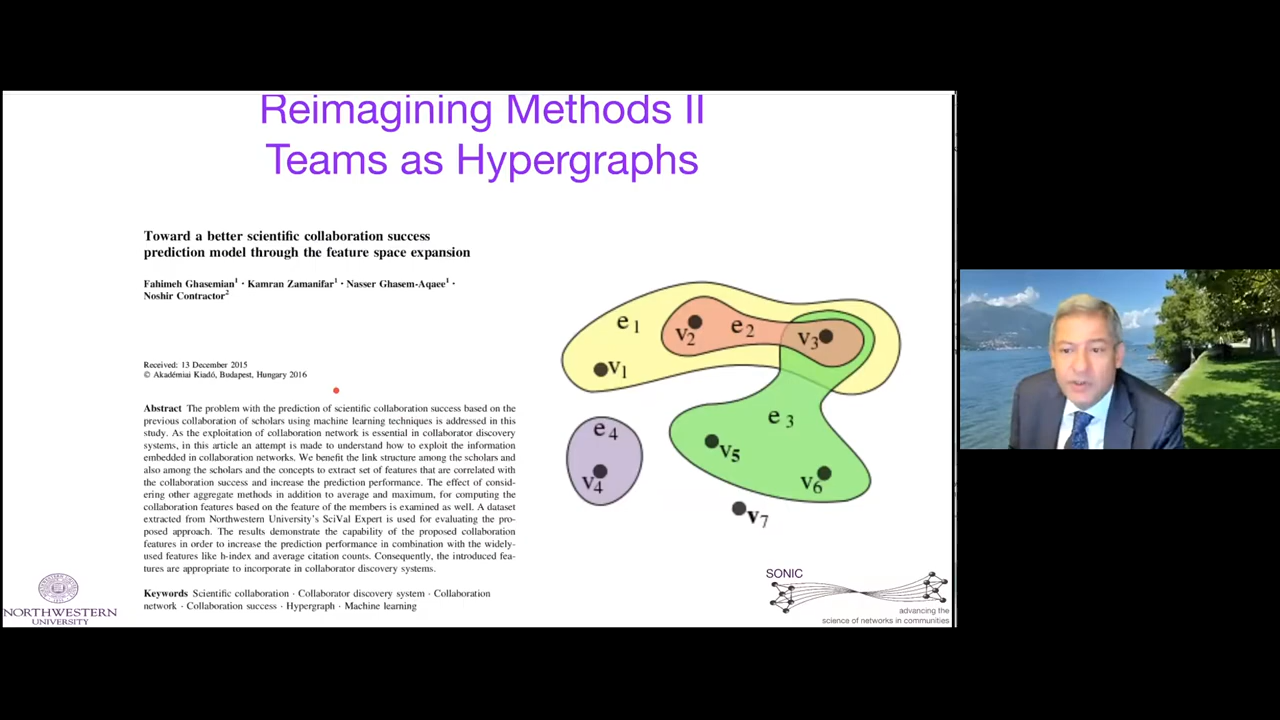 Reimagining Methods II
Teams as Hypergraphs
Toward a better scientific collaboration success
prediction model through the feature space expansion
Fahimeh Ghasemian1 · Kamran Zamanifar1 · Nasser Ghasem-Aqaee1 ·
Noshir Contractor2
Received: 13 December 2015
© Akadémiai Kiadó, Budapest, Hungary 2016
Abstract The problem with the prediction of scientific collaboration success based on the
previous collaboration of scholars using machine learning techniques is addressed in this
study. As the exploitation of collaboration network is essential in collaborator discovery
systems, in this article an attempt is made to understand how to exploit the information
embedded in collaboration networks. We benefit the link structure among the scholars and
also among the scholars and the concepts to extract set of features that are correlated with
the collaboration success and increase the prediction performance. The effect of consid-
ering other aggregate methods in addition to average and maximum, for computing the
collaboration features based on the feature of the members is examined as well. A dataset
extracted from Northwestern University's SciVal Expert is used for evaluating the pro-
posed approach. The results demonstrate the capability of the proposed collaboration
features in order to increase the prediction performance in combination with the widely-
used features like h-index and average citation counts. Consequently, the introduced fea-
tures are appropriate to incorporate in collaborator discovery systems.
Keywords Scientific collaboration · Collaborator discovery system · Collaboration
network · Collaboration success · Hypergraph · Machine learning
e1
v2
e2
v3
v1
e3
e4
v5
v4
v6
v7
NORTHWESTERN
UNIVERSITY
SONIC
advancing the
science of networks in communities